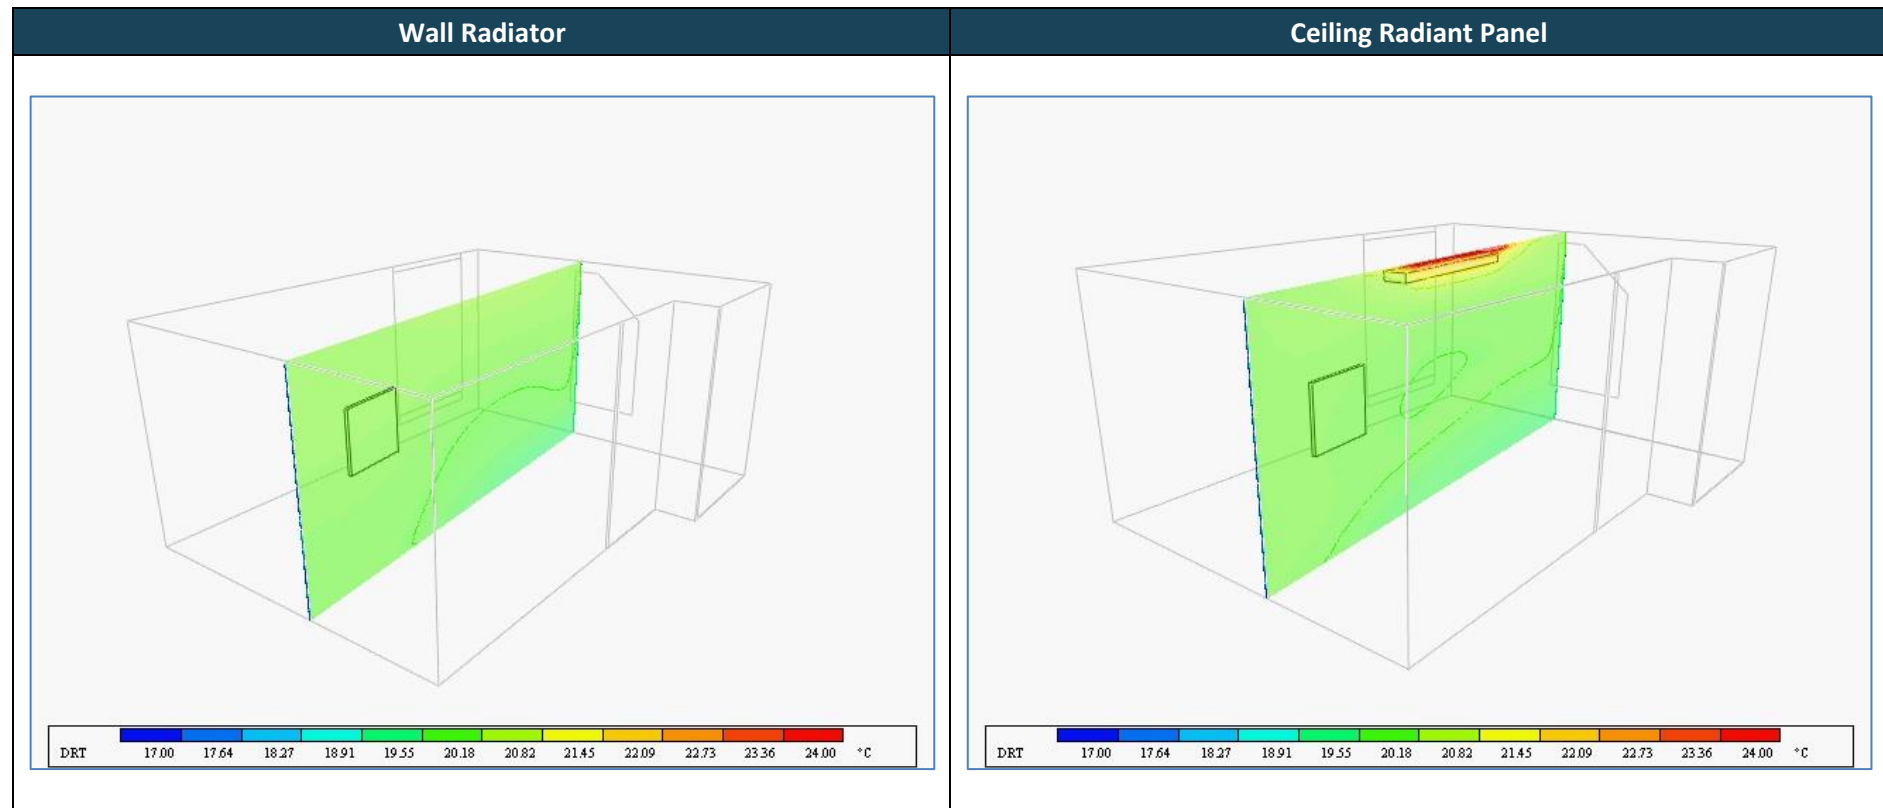 Wall Radiator
Ceiling Radiant Panel
DRT 17.00 17.64 18.27 18.91 19.55 20.18 20.82 21.45 22.09 22.73 23.36 24.00 °C
DRT 17.00 17.64 18.27 18.91 19.55 20.18 20.82 21.45 22.09 22.73 23.36 24.00 °C